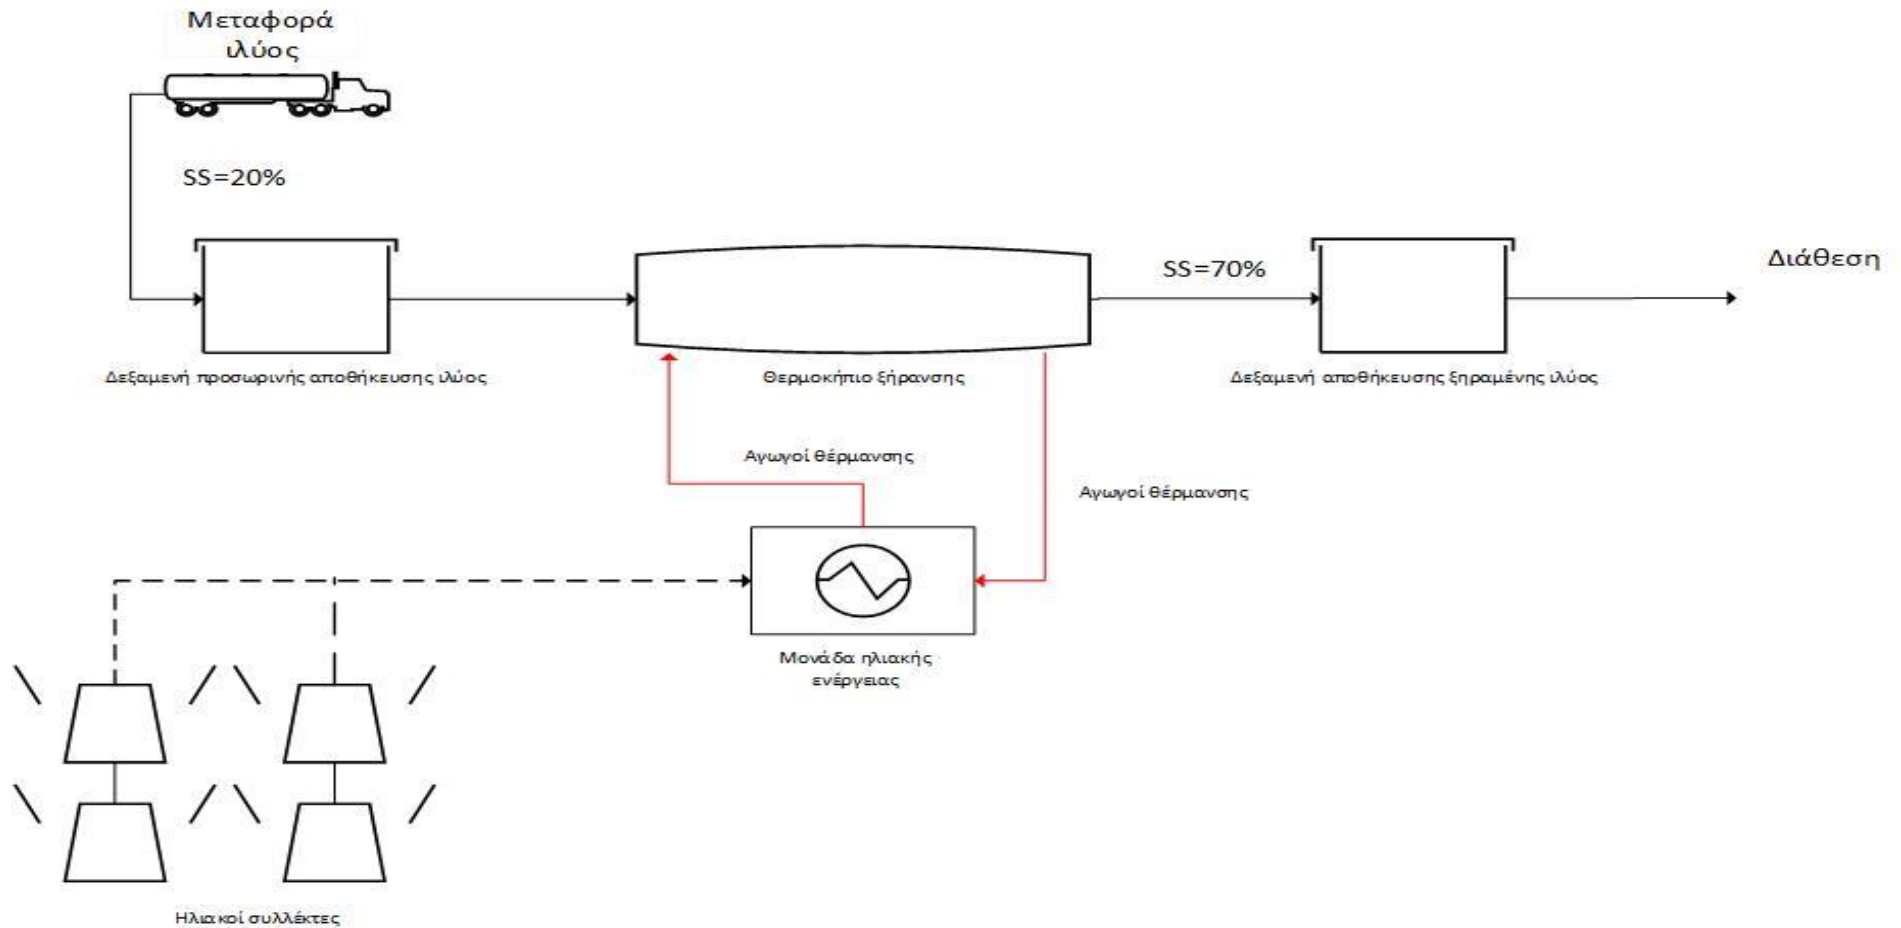 Μεταφορά
ιλύος
SS=20%
SS=70%
Διάθεση
Δεξαμενή προσωρινής αποθήκευσης ιλύος
Θερμοκήπιο ξήρανσης
Δεξαμενή αποθήκευσης ξηραμένης ιλύος
Αγωγοί θέρμανσης
Αγωγοί θέρμανσης
Μονάδα ηλιακής
ενέργειας
Ηλιακοί συλλέκτες